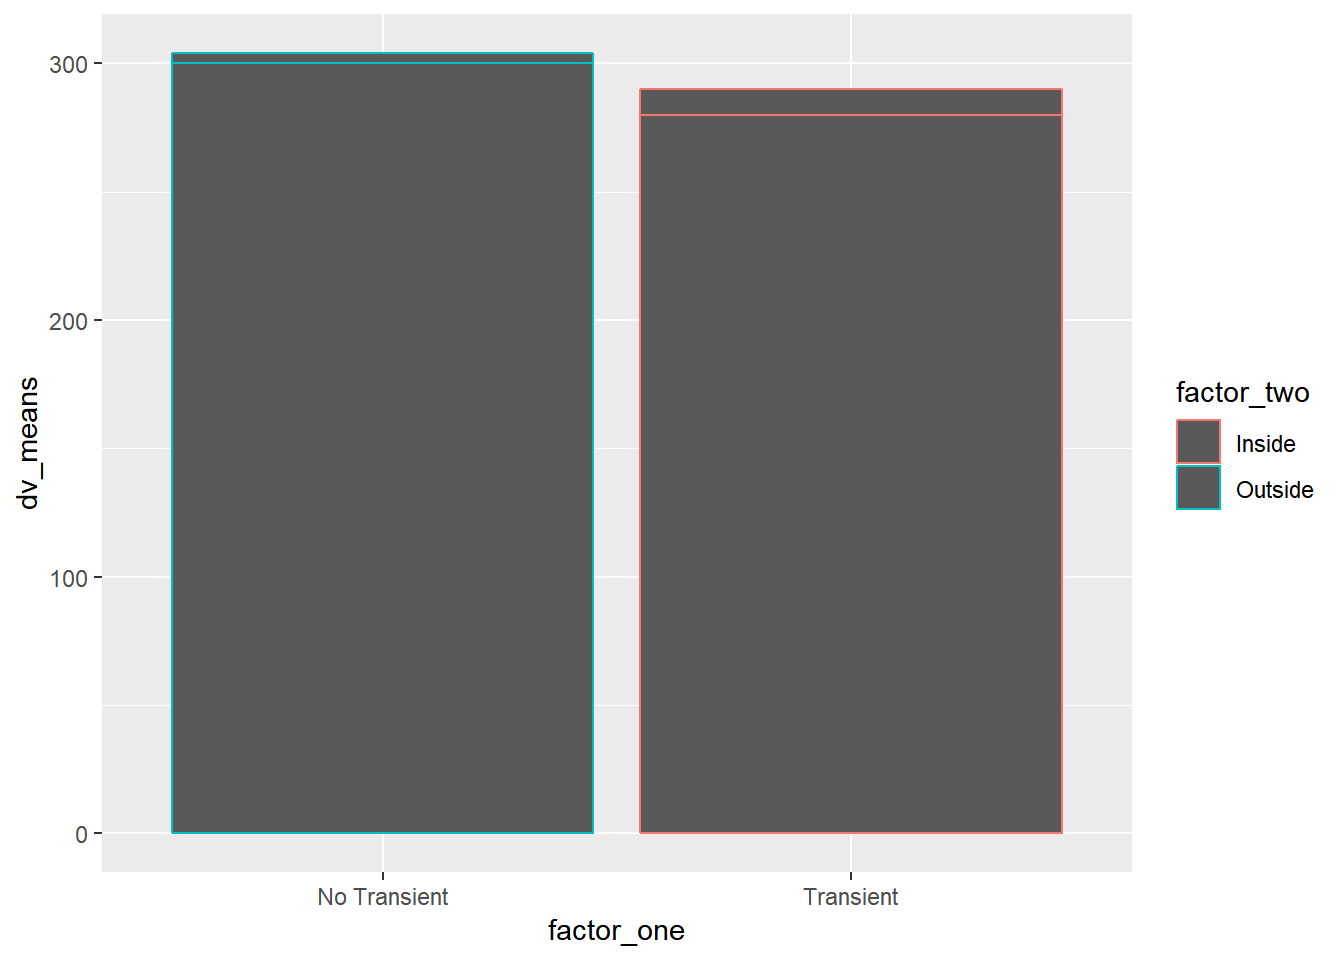 300
200
100
0
dv_means
No Transient
Transient
factor_one
factor_two
Inside
Outside